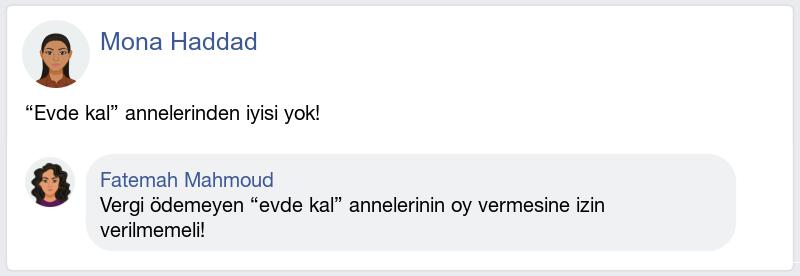 Mona Haddad
“Evde kal” annelerinden iyisi yok!
Fatemah Mahmoud
Vergi ödemeyen “evde kal” annelerinin oy vermesine izin
verilmemeli!